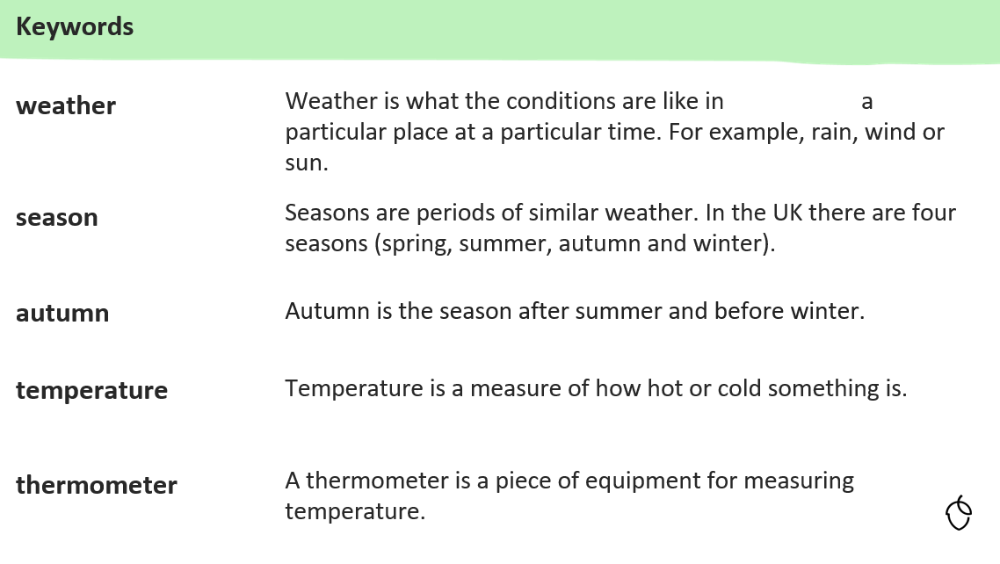 Keywords
weather
Weather is what the conditions are like in a
particular place at a particular time. For example, rain, wind or
sun.
season
Seasons are periods of similar weather. In the UK there are four
seasons (spring, summer, autumn and winter).
autumn
Autumn is the season after summer and before winter.
temperature
Temperature is a measure of how hot or cold something is.
thermometer
A thermometer is a piece of equipment for measuring
temperature.